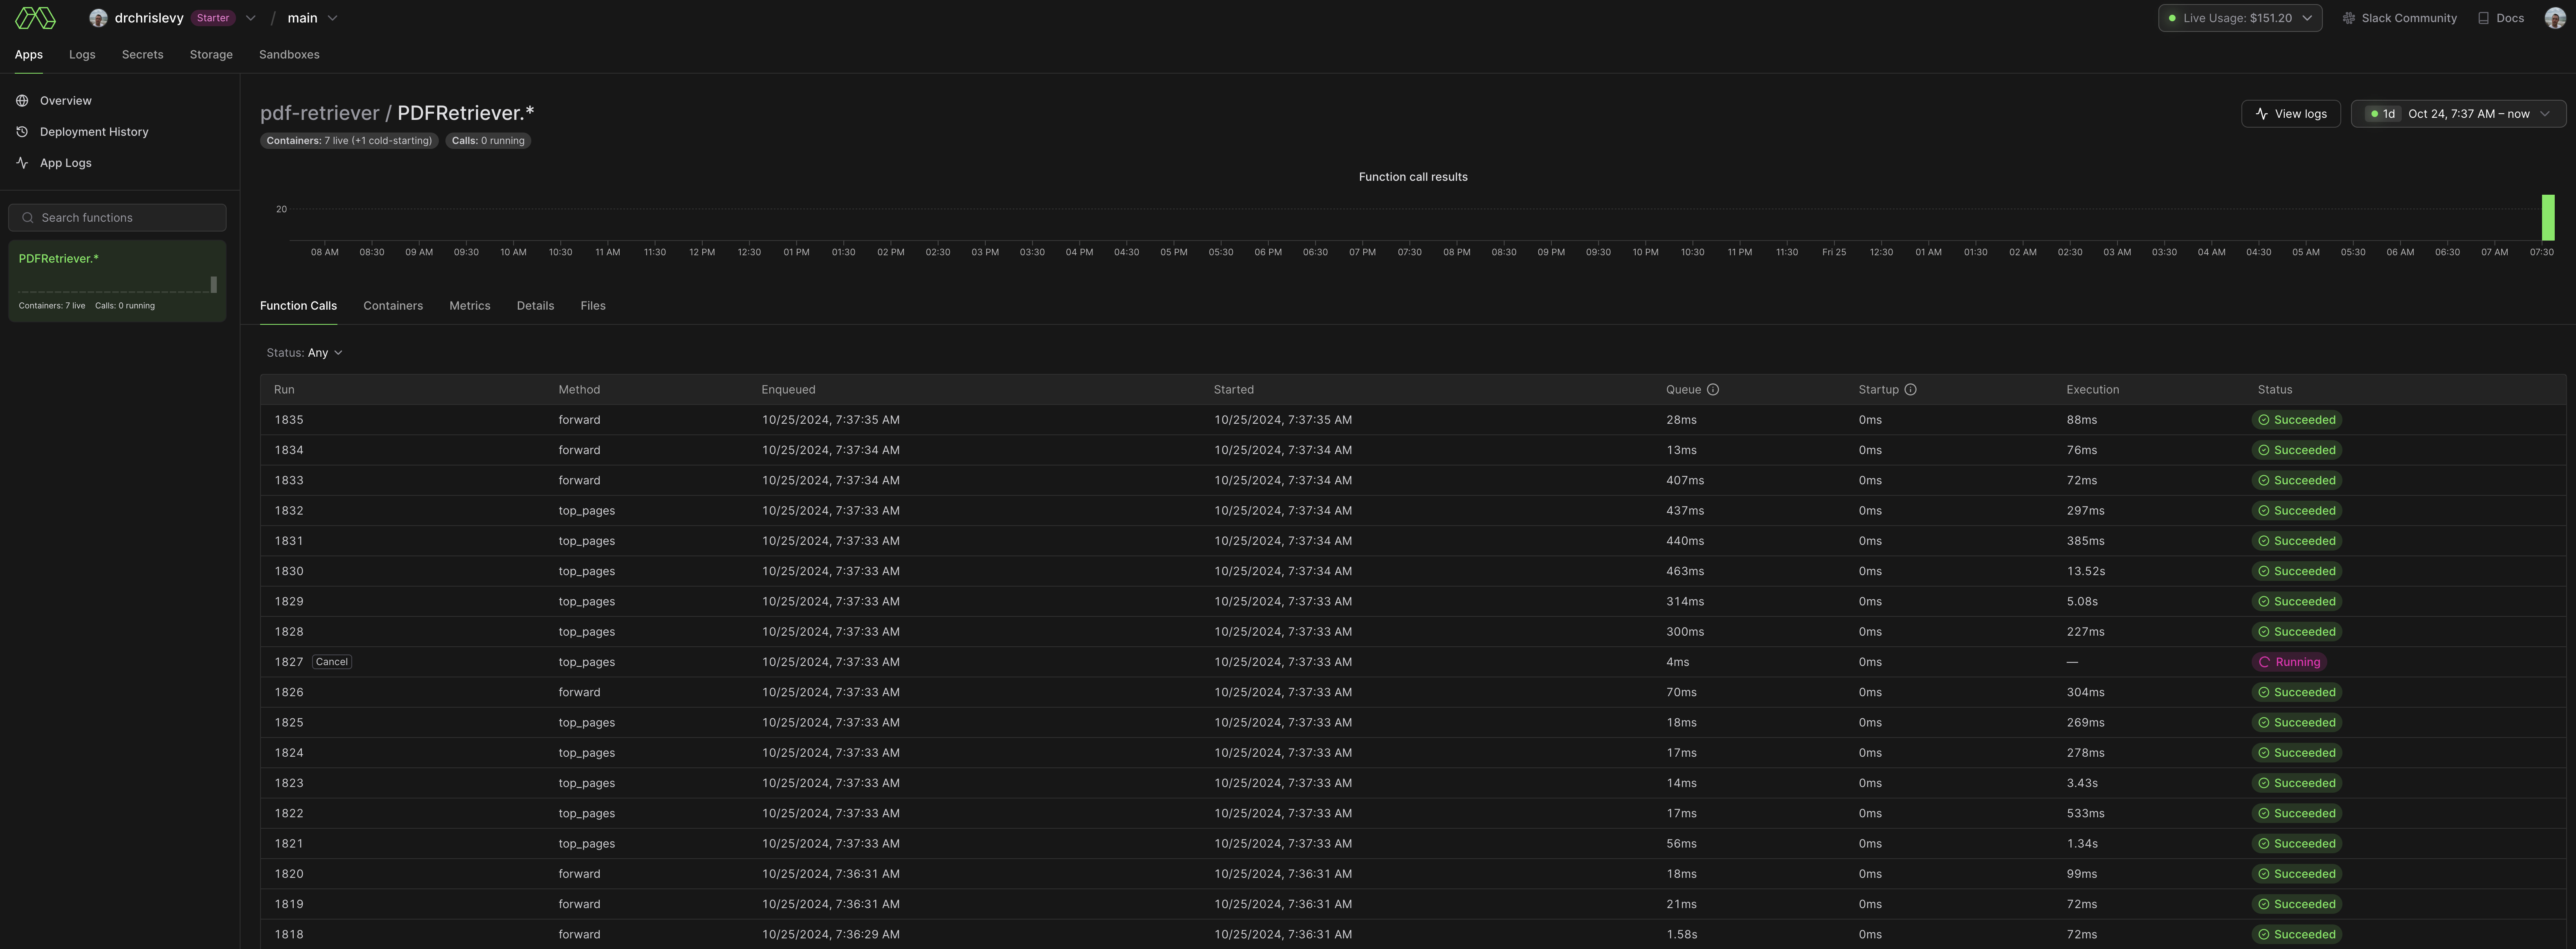 drchrislevy Starter / main Live Usage: $151.20 Slack Community Docs
Apps Logs Secrets Storage Sandboxes
Overview
Deployment History
App Logs
Search functions
PDFRetriever.*
Containers: 7 live Calls: 0 running
pdf-retriever / PDFRetriever.*
Containers: 7 live (+1 cold-starting) Calls: 0 running
View logs 1d Oct 24, 7:37 AM – now
Function call results
20
08 AM 08:30 09 AM 09:30 10 AM 10:30 11 AM 11:30 12 PM 12:30 01 PM 01:30 02 PM 02:30 03 PM 03:30 04 PM 04:30 05 PM 05:30 06 PM 06:30 07 PM 07:30 08 PM 08:30 09 PM 09:30 10 PM 10:30 11 PM 11:30 Fri 25 12:30 01 AM 01:30 02 AM 02:30 03 AM 03:30 04 AM 04:30 05 AM 05:30 06 AM 06:30 07 AM 07:30
Function Calls Containers Metrics Details Files
Status: Any
Run Method Enqueued Started Queue Startup Execution Status
1835 forward 10/25/2024, 7:37:35 AM 10/25/2024, 7:37:35 AM 28ms 0ms 88ms Succeeded
1834 forward 10/25/2024, 7:37:34 AM 10/25/2024, 7:37:34 AM 13ms 0ms 76ms Succeeded
1833 forward 10/25/2024, 7:37:34 AM 10/25/2024, 7:37:34 AM 407ms 0ms 72ms Succeeded
1832 top_pages 10/25/2024, 7:37:33 AM 10/25/2024, 7:37:34 AM 437ms 0ms 297ms Succeeded
1831 top_pages 10/25/2024, 7:37:33 AM 10/25/2024, 7:37:34 AM 440ms 0ms 385ms Succeeded
1830 top_pages 10/25/2024, 7:37:33 AM 10/25/2024, 7:37:34 AM 463ms 0ms 13.52s Succeeded
1829 top_pages 10/25/2024, 7:37:33 AM 10/25/2024, 7:37:33 AM 314ms 0ms 5.08s Succeeded
1828 top_pages 10/25/2024, 7:37:33 AM 10/25/2024, 7:37:33 AM 300ms 0ms 227ms Succeeded
1827 Cancel top_pages 10/25/2024, 7:37:33 AM 10/25/2024, 7:37:33 AM 4ms 0ms — Running
1826 forward 10/25/2024, 7:37:33 AM 10/25/2024, 7:37:33 AM 70ms 0ms 304ms Succeeded
1825 top_pages 10/25/2024, 7:37:33 AM 10/25/2024, 7:37:33 AM 18ms 0ms 269ms Succeeded
1824 top_pages 10/25/2024, 7:37:33 AM 10/25/2024, 7:37:33 AM 17ms 0ms 278ms Succeeded
1823 top_pages 10/25/2024, 7:37:33 AM 10/25/2024, 7:37:33 AM 14ms 0ms 3.43s Succeeded
1822 top_pages 10/25/2024, 7:37:33 AM 10/25/2024, 7:37:33 AM 17ms 0ms 533ms Succeeded
1821 top_pages 10/25/2024, 7:37:33 AM 10/25/2024, 7:37:33 AM 56ms 0ms 1.34s Succeeded
1820 forward 10/25/2024, 7:36:31 AM 10/25/2024, 7:36:31 AM 18ms 0ms 99ms Succeeded
1819 forward 10/25/2024, 7:36:31 AM 10/25/2024, 7:36:31 AM 21ms 0ms 72ms Succeeded
1818 forward 10/25/2024, 7:36:29 AM 10/25/2024, 7:36:31 AM 1.58s 0ms 72ms Succeeded